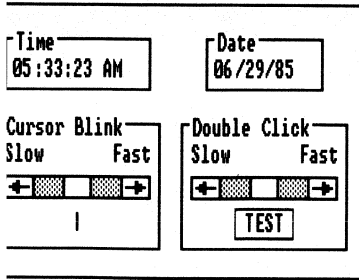 Time
Date
05:33:23 AM
06/29/85
Cursor Blink
Double Click
Slow Fast
Slow Fast
TEST